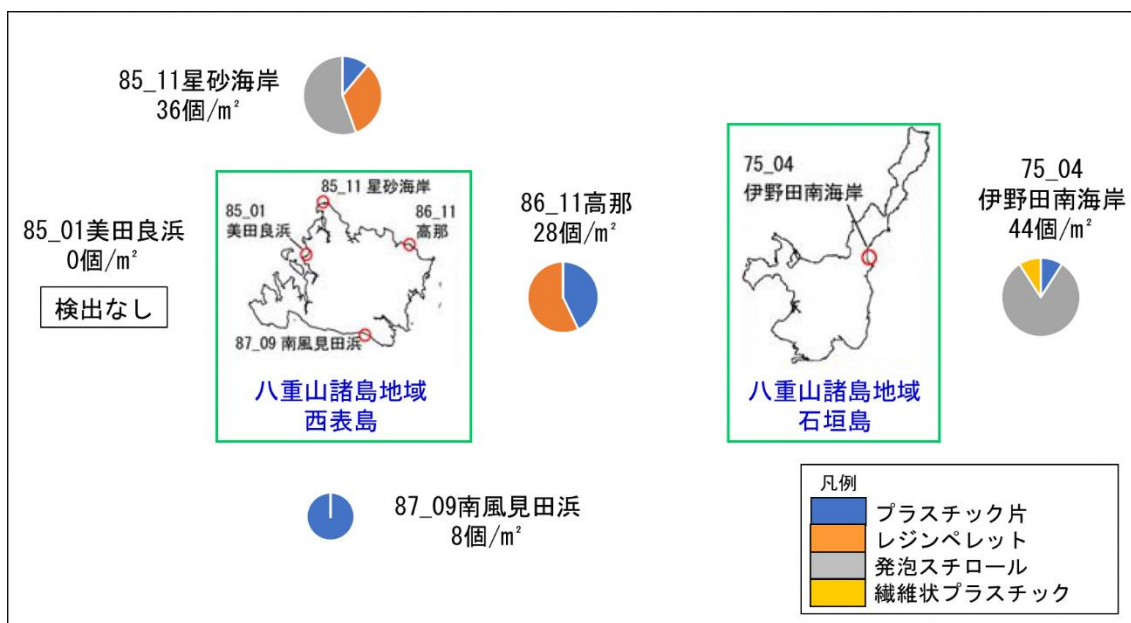 85_11星砂海岸
36個/㎡
85_01美田良浜
0個/㎡
検出なし
85_11 星砂海岸
85_01
美田良浜
86_11
高那
87_09 南風見田浜
八重山諸島地域
西表島
86_11高那
28個/㎡
87_09南風見田浜
8個/㎡
75_04
伊野田南海岸
八重山諸島地域
石垣島
75_04
伊野田南海岸
44個/㎡
凡例
プラスチック片
レジンペレット
発泡スチロール
繊維状プラスチック